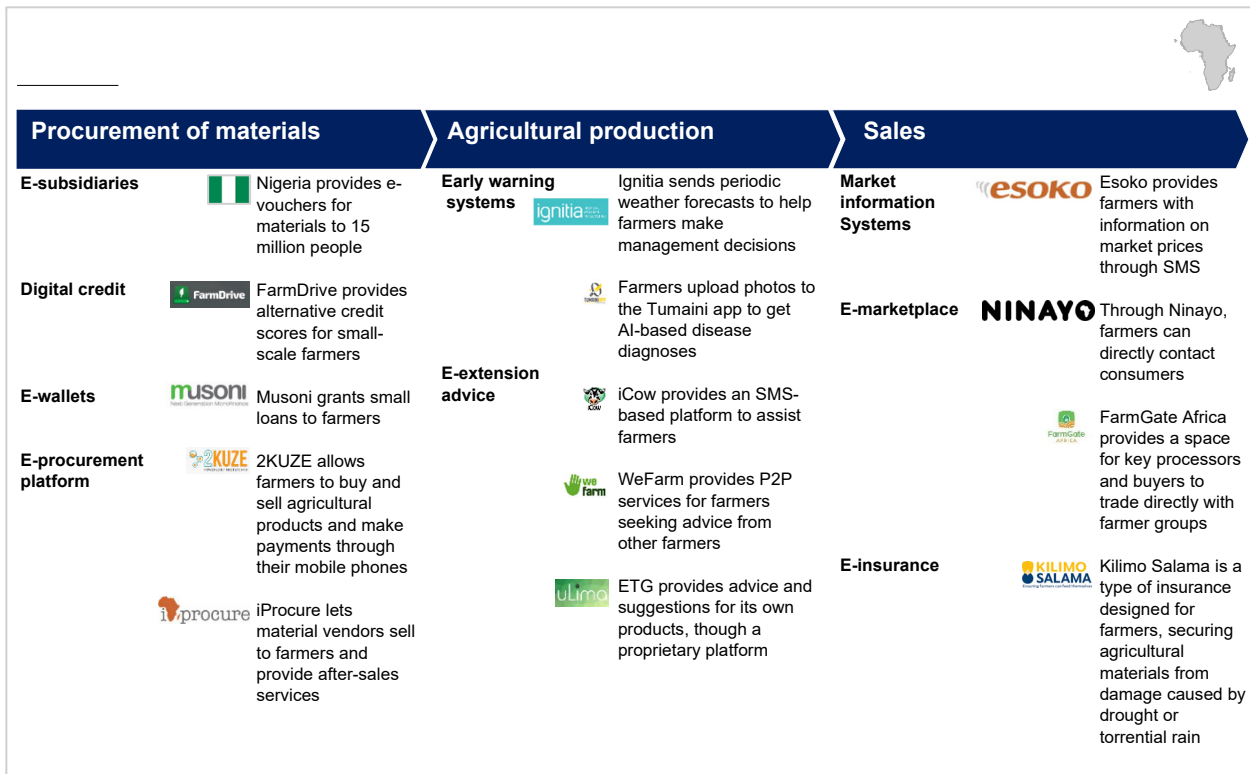 Procurement of materials
E-subsidiaries
Nigeria provides e-
vouchers for
materials to 15
million people
Digital credit
FarmDrive
FarmDrive provides
alternative credit
scores for small-
scale farmers
E-wallets
musoni
Next Generation Microfinance
Musoni grants small
loans to farmers
E-procurement
platform
2KUZE
2KUZE allows
farmers to buy and
sell agricultural
products and make
payments through
their mobile phones
iprocure
iProcure lets
material vendors sell
to farmers and
provide after-sales
services
Agricultural production
Early warning
systems
ignitia
Ignitia sends periodic
weather forecasts to help
farmers make
management decisions
Farmers upload photos to
the Tumaini app to get
AI-based disease
diagnoses
E-extension
advice
iCow
iCow provides an SMS-
based platform to assist
farmers
we
farm
WeFarm provides P2P
services for farmers
seeking advice from
other farmers
uLima
ETG provides advice and
suggestions for its own
products, though a
proprietary platform
Sales
Market
information
Systems
esoko
Esoko provides
farmers with
information on
market prices
through SMS
E-marketplace
NINAYO
Through Ninayo,
farmers can
directly contact
consumers
FarmGate
AFRICA
FarmGate Africa
provides a space
for key processors
and buyers to
trade directly with
farmer groups
E-insurance
KILIMO
SALAMA
Ensuring farmers can feed themselves
Kilimo Salama is a
type of insurance
designed for
farmers, securing
agricultural
materials from
damage caused by
drought or
torrential rain